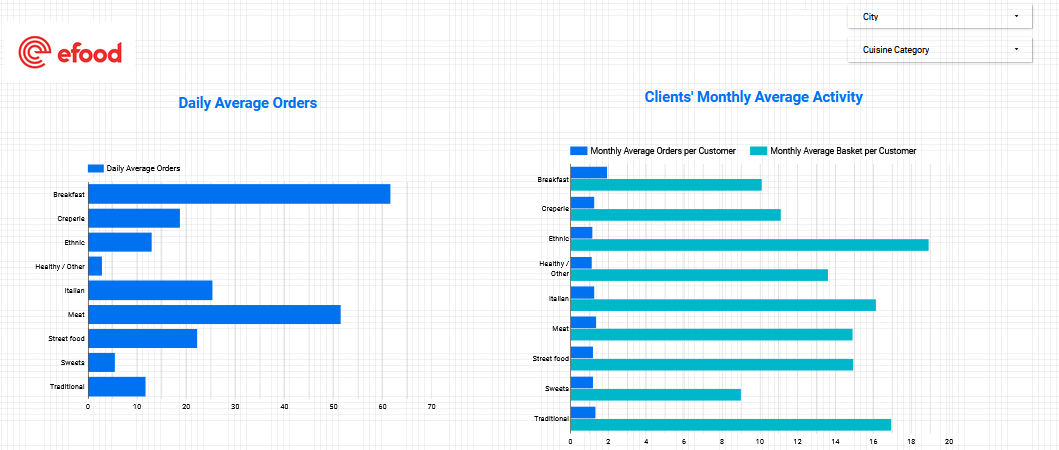 City
Cuisine Category
efood
Daily Average Orders
Daily Average Orders
Breakfast
Creperie
Ethnic
Healthy / Other
Italian
Meat
Street food
Sweets
Traditional
0 10 20 30 40 50 60 70
Clients' Monthly Average Activity
Monthly Average Orders per Customer Monthly Average Basket per Customer
Breakfast
Creperie
Ethnic
Healthy /
Other
Italian
Meat
Street food
Sweets
Traditional
0 2 4 6 8 10 12 14 16 18 20